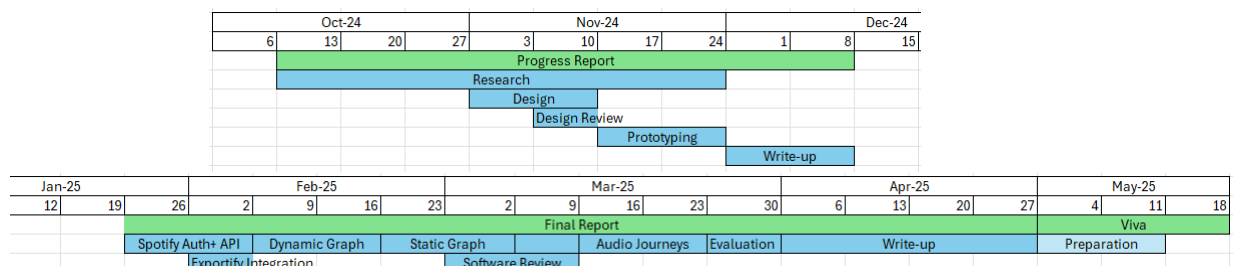 Oct-24 Nov-24 Dec-24
6 13 20 27 3 10 17 24 1 8 15
Progress Report
Research
Design
Design Review
Prototyping
Write-up
Jan-25 Feb-25 Mar-25 Apr-25 May-25
12 19 26 2 9 16 23 2 9 16 23 30 6 13 20 27 4 11 18
Final Report Viva
Spotify Auth+ API Dynamic Graph Static Graph Audio Journeys Evaluation Write-up Preparation
Exportify Integration Software Review